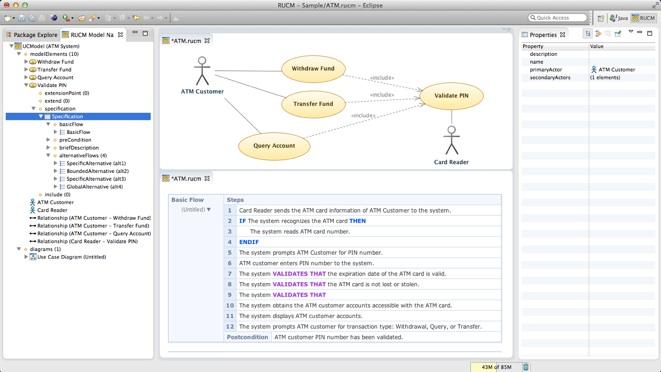 RUCM - Sample/ATM.rucm - Eclipse
Quick Access
Java
RUCM
Package Explore
RUCM Model Na
UCModel (ATM System)
modelElements (10)
Withdraw Fund
Transfer Fund
Query Account
Validate PIN
extensionPoint (0)
extend (0)
specification
Specification
basicFlow
BasicFlow
preCondition
briefDescription
alternativeFlows (4)
SpecificAlternative (alt1)
BoundedAlternative (alt2)
SpecificAlternative (alt3)
GlobalAlternative (alt4)
include (0)
ATM Customer
Card Reader
Relationship (ATM Customer - Withdraw Fund)
Relationship (ATM Customer - Transfer Fund)
Relationship (ATM Customer - Query Account)
Relationship (Card Reader - Validate PIN)
diagrams (1)
Use Case Diagram (Untitled)
*ATM.rucm
ATM Customer
Withdraw Fund
Transfer Fund
Query Account
«include»
«include»
«include»
Validate PIN
Card Reader
*ATM.rucm
Basic Flow
(Untitled) ▼
Steps
1 Card Reader sends the ATM card information of ATM Customer to the system.
2 IF The system recognizes the ATM card THEN
3 The system reads ATM card number.
4 ENDIF
5 The system prompts ATM Customer for PIN number.
6 ATM customer enters PIN number to the system.
7 The system VALIDATES THAT the expiration date of the ATM card is valid.
8 The system VALIDATES THAT the ATM card is not lost or stolen.
9 The system VALIDATES THAT
10 The system obtains the ATM customer accounts accessible with the ATM card.
11 The system displays ATM customer accounts.
12 The system prompts ATM customer for transaction type: Withdrawal, Query, or Transfer.
Postcondition ATM customer PIN number has been validated.
Properties
Property Value
description
name
primaryActor ATM Customer
secondaryActors (1 elements)
43M of 85M